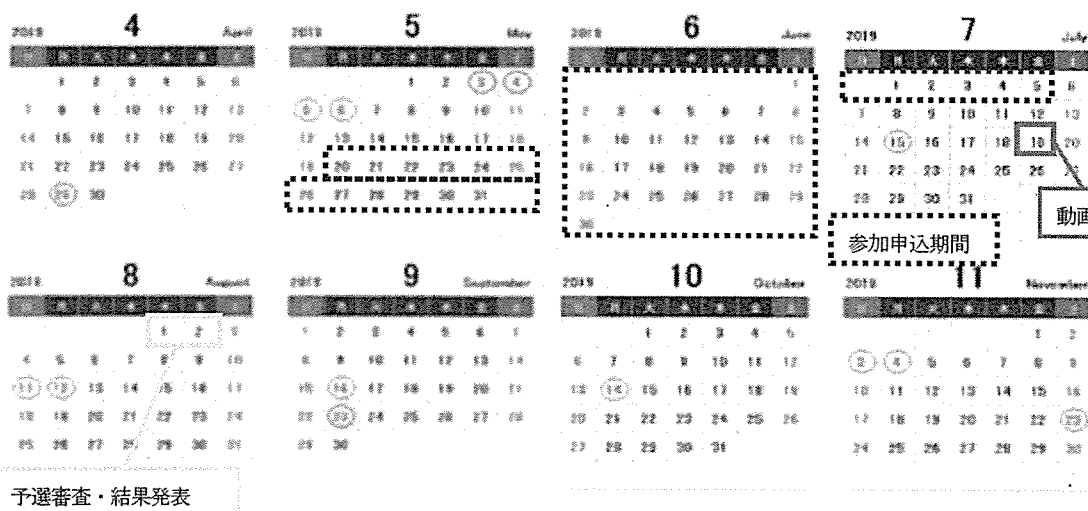 2019 4 April
1 2 3 4 5 6
7 8 9 10 11 12 13
14 15 16 17 18 19 20
21 22 23 24 25 26 27
28 29 30
2019 5 May
1 2 3 4
5 6 7 8 9 10 11
12 13 14 15 16 17 18
19 20 21 22 23 24 25
26 27 28 29 30 31
2019 6 June
1
2 3 4 5 6 7 8
9 10 11 12 13 14 15
16 17 18 19 20 21 22
23 24 25 26 27 28 29
30
2019 7 July
1 2 3 4 5 6
7 8 9 10 11 12 13
14 15 16 17 18 19 20
21 22 23 24 25 26
28 29 30 31
動画
参加申込期間
2019 8 August
1 2 3
4 5 6 7 8 9 10
11 12 13 14 15 16 17
18 19 20 21 22 23 24
25 26 27 28 29 30 31
予選審査・結果発表
2019 9 September
1 2 3 4 5 6 7
8 9 10 11 12 13 14
15 16 17 18 19 20 21
22 23 24 25 26 27 28
29 30
2019 10 October
1 2 3 4 5
6 7 8 9 10 11 12
13 14 15 16 17 18 19
20 21 22 23 24 25 26
27 28 29 30 31
2019 11 November
1 2
3 4 5 6 7 8 9
10 11 12 13 14 15 16
17 18 19 20 21 22 23
24 25 26 27 28 29 30